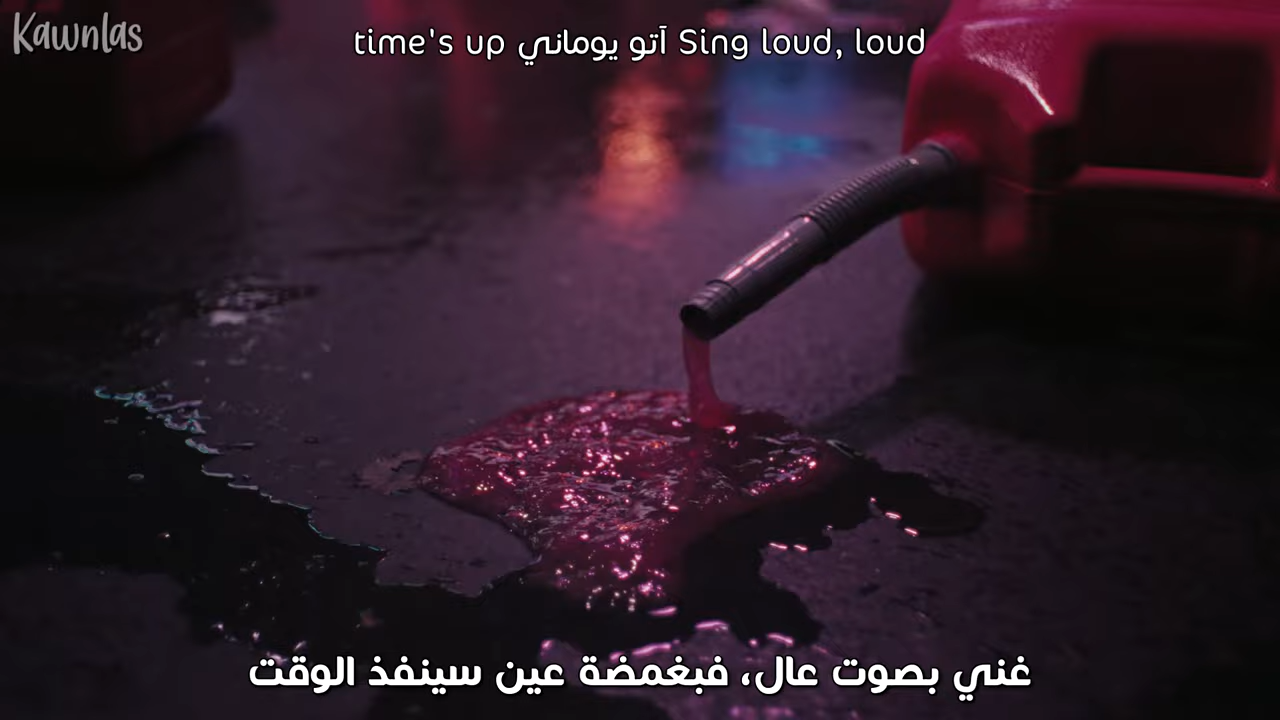 Kawnlas
time's up آتو يوماني Sing loud, loud
غني بصوت عال، فبغمضة عين سينفذ الوقت